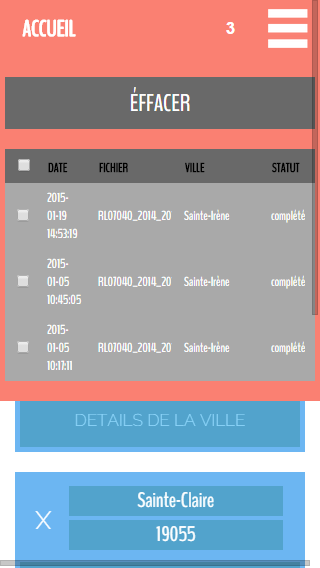 ACCUEIL 3
ÉFFACER
DATE FICHIER VILLE STATUT
2015-
01-19
14:53:19
RL07040_2014_20 Sainte-Irène complété
2015-
01-05
10:45:05
RL07040_2014_20 Sainte-Irène complété
2015-
01-05
10:17:11
RL07040_2014_20 Sainte-Irène complété
DETAILS DE LA VILLE
X
Sainte-Claire
19055